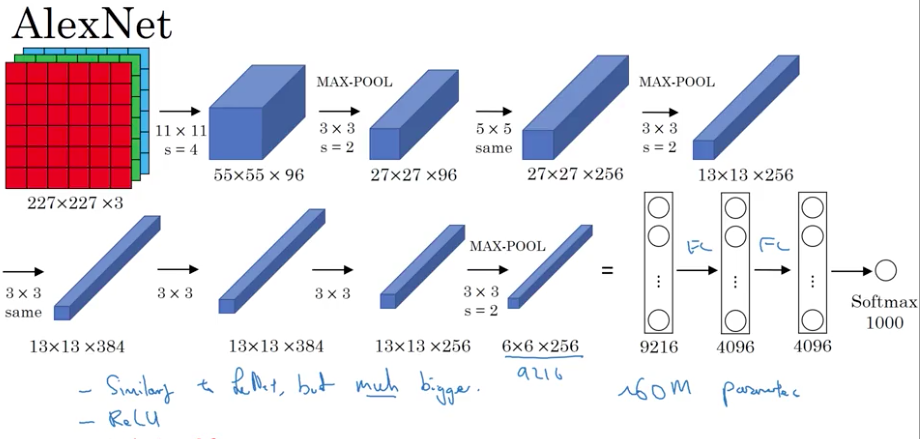 AlexNet
MAX-POOL
MAX-POOL
11 × 11
s = 4
3 × 3
s = 2
5 × 5
same
3 × 3
s = 2
227×227 ×3
55×55 × 96
27×27 ×96
27×27 ×256
13×13 ×256
MAX-POOL
3 × 3
same
3 × 3
3 × 3
3 × 3
s = 2
=
FC
FC
⋮
⋮
⋮
Softmax
1000
13×13 ×384
13×13 ×384
13×13 ×256
6×6 ×256
9216
4096
4096
9216
- Similar to LeNet, but much bigger.
~60M parameters
- ReLU